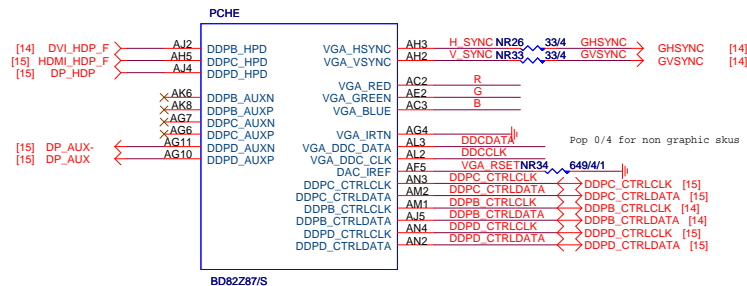 PCHE
[14] DVI_HDP_F AJ2 DDPB_HPD VGA_HSYNC AH3 H_SYNC NR26 33/4 GHSYNC GHSYNC [14]
[15] HDMI_HDP_F AH5 DDPC_HPD VGA_VSYNC AH2 V_SYNC NR33 33/4 GVSYNC GVSYNC [14]
[15] DP_HDP AJ4 DDPD_HPD
VGA_RED AC2 R
AK6 DDPB_AUXN VGA_GREEN AE2 G
AK8 DDPB_AUXP VGA_BLUE AC3 B
AG7 DDPC_AUXN
AG6 DDPC_AUXP VGA_IRTN AG4
[15] DP_AUX- AG11 DDPD_AUXN VGA_DDC_DATA AL3 DDCDATA Pop 0/4 for non graphic skus
[15] DP_AUX AG10 DDPD_AUXP VGA_DDC_CLK AL2 DDCCLK
DAC_IREF AF5 VGA_RSET NR34 649/4/1
DDPC_CTRLCLK AN3 DDPC_CTRLCLK DDPC_CTRLCLK [15]
DDPC_CTRLDATA AM2 DDPC_CTRLDATA DDPC_CTRLDATA [15]
DDPB_CTRLCLK AM1 DDPB_CTRLCLK DDPB_CTRLCLK [14]
DDPB_CTRLDATA AJ5 DDPB_CTRLDATA DDPB_CTRLDATA [14]
DDPD_CTRLCLK AN4 DDPD_CTRLCLK DDPD_CTRLCLK [15]
DDPD_CTRLDATA AN2 DDPD_CTRLDATA DDPD_CTRLDATA [15]
BD82Z87/S